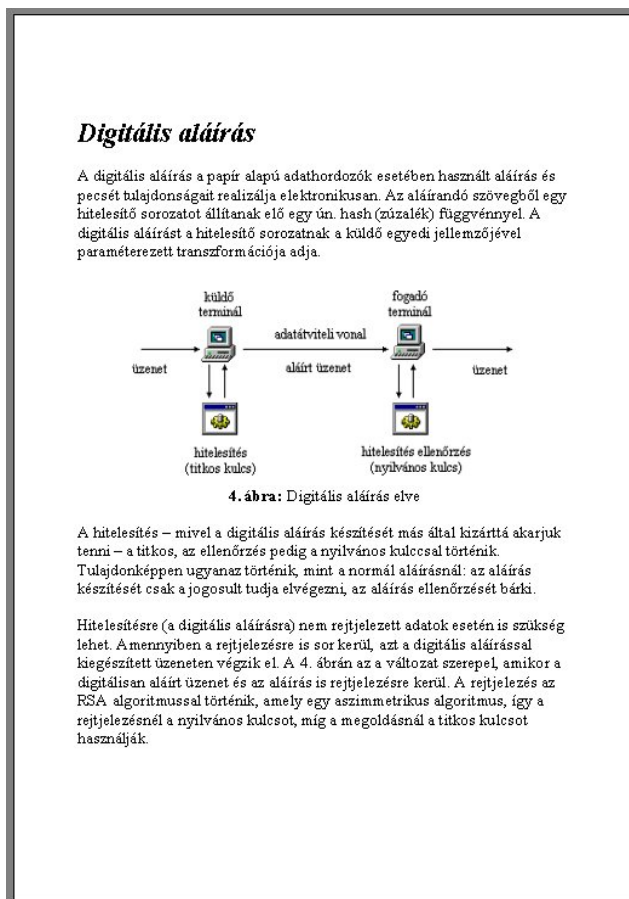 Digitális aláírás
A digitális aláírás a papír alapú adathordozók esetében használt aláírás és
pecsét tulajdonságait realizálja elektronikusan. Az aláírandó szövegből egy
hitelesítő sorozatot állítanak elő egy ún. hash (zúzalék) függvénnyel. A
digitális aláírást a hitelesítő sorozatnak a küldő egyedi jellemzőjével
paraméterezett transzformációja adja.
küldő
terminál
fogadó
terminál
adatátviteli vonal
üzenet
aláírt üzenet
üzenet
hitelesítés
(titkos kulcs)
hitelesítés ellenőrzés
(nyilvános kulcs)
4. ábra: Digitális aláírás elve
A hitelesítés – mivel a digitális aláírás készítését más által kizárttá akarjuk
tenni – a titkos, az ellenőrzés pedig a nyilvános kulccsal történik.
Tulajdonképpen ugyanaz történik, mint a normál aláírásnál: az aláírás
készítését csak a jogosult tudja elvégezni, az aláírás ellenőrzését bárki.
Hitelesítésre (a digitális aláírásra) nem rejtjelezett adatok esetén is szükség
lehet. Amennyiben a rejtjelezésre is sor kerül, azt a digitális aláírással
kiegészített üzeneten végzik el. A 4. ábrán az a változat szerepel, amikor a
digitálisan aláírt üzenet és az aláírás is rejtjelezésre kerül. A rejtjelezés az
RSA algoritmussal történik, amely egy aszimmetrikus algoritmus, így a
rejtjelezésnél a nyilvános kulcsot, míg a megoldásnál a titkos kulcsot
használják.